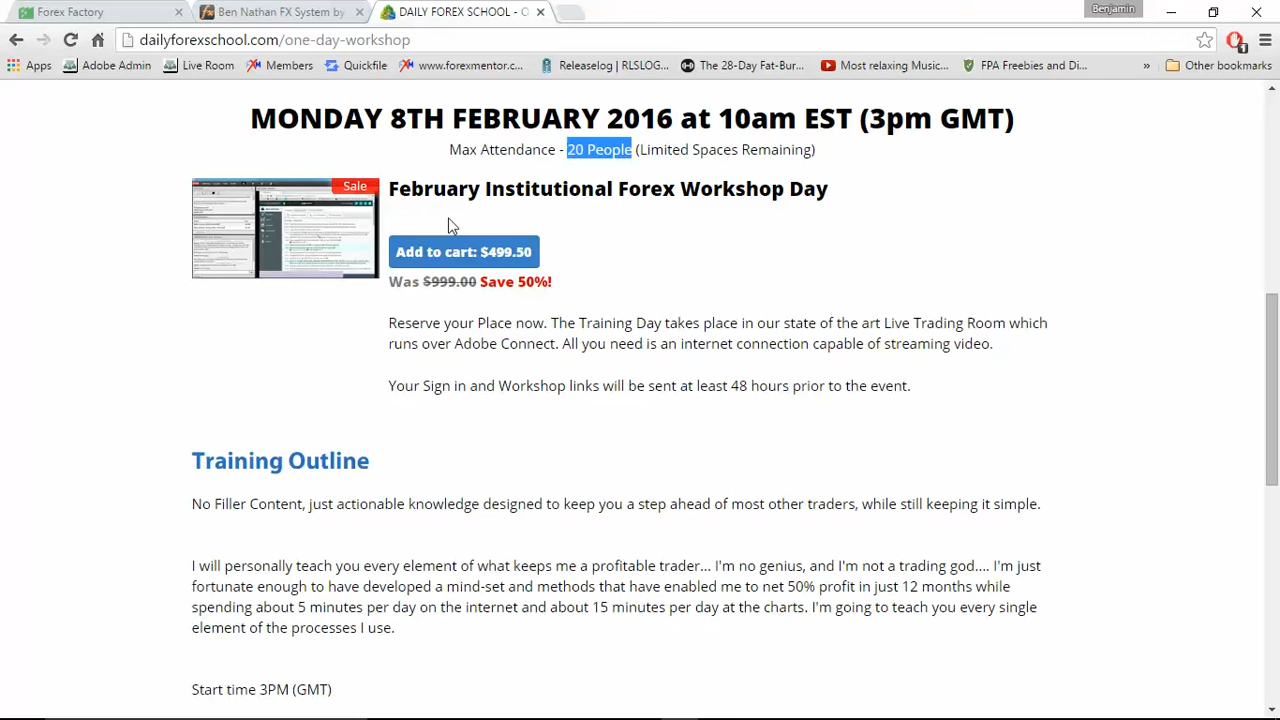 Forex Factory
Ben Nathan FX System by
DAILY FOREX SCHOOL - O
Benjamin
dailyforexschool.com/one-day-workshop
Apps
Adobe Admin
Live Room
Members
Quickfile
www.forexmentor.c...
Releaselog | RLSLOG...
The 28-Day Fat-Bur...
Most relaxing Music...
FPA Freebies and Di...
»
Other bookmarks
MONDAY 8TH FEBRUARY 2016 at 10am EST (3pm GMT)
Max Attendance - 20 People (Limited Spaces Remaining)
Sale
February Institutional Forex Workshop Day
Add to cart: $499.50
Was $999.00 Save 50%!
Reserve your Place now. The Training Day takes place in our state of the art Live Trading Room which
runs over Adobe Connect. All you need is an internet connection capable of streaming video.
Your Sign in and Workshop links will be sent at least 48 hours prior to the event.
Training Outline
No Filler Content, just actionable knowledge designed to keep you a step ahead of most other traders, while still keeping it simple.
I will personally teach you every element of what keeps me a profitable trader... I'm no genius, and I'm not a trading god.... I'm just
fortunate enough to have developed a mind-set and methods that have enabled me to net 50% profit in just 12 months while
spending about 5 minutes per day on the internet and about 15 minutes per day at the charts. I'm going to teach you every single
element of the processes I use.
Start time 3PM (GMT)